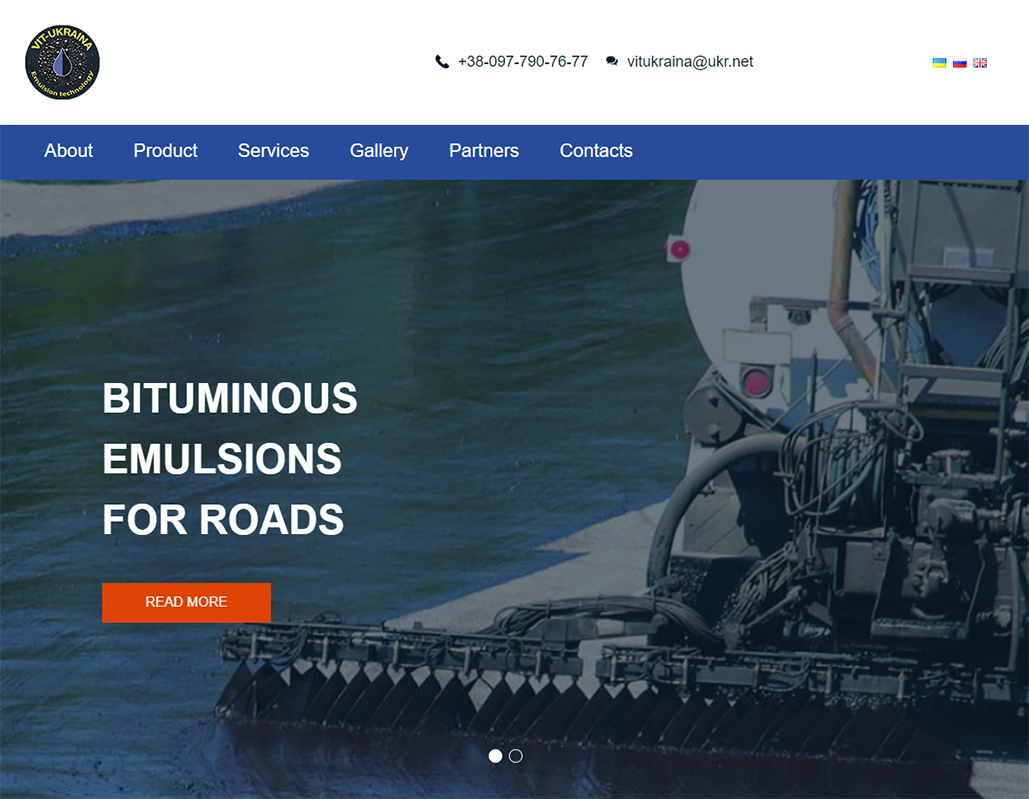 VIT-UKRAINA
Emulsion technology
+38-097-790-76-77 vitukraina@ukr.net
About Product Services Gallery Partners Contacts
BITUMINOUS
EMULSIONS
FOR ROADS
READ MORE